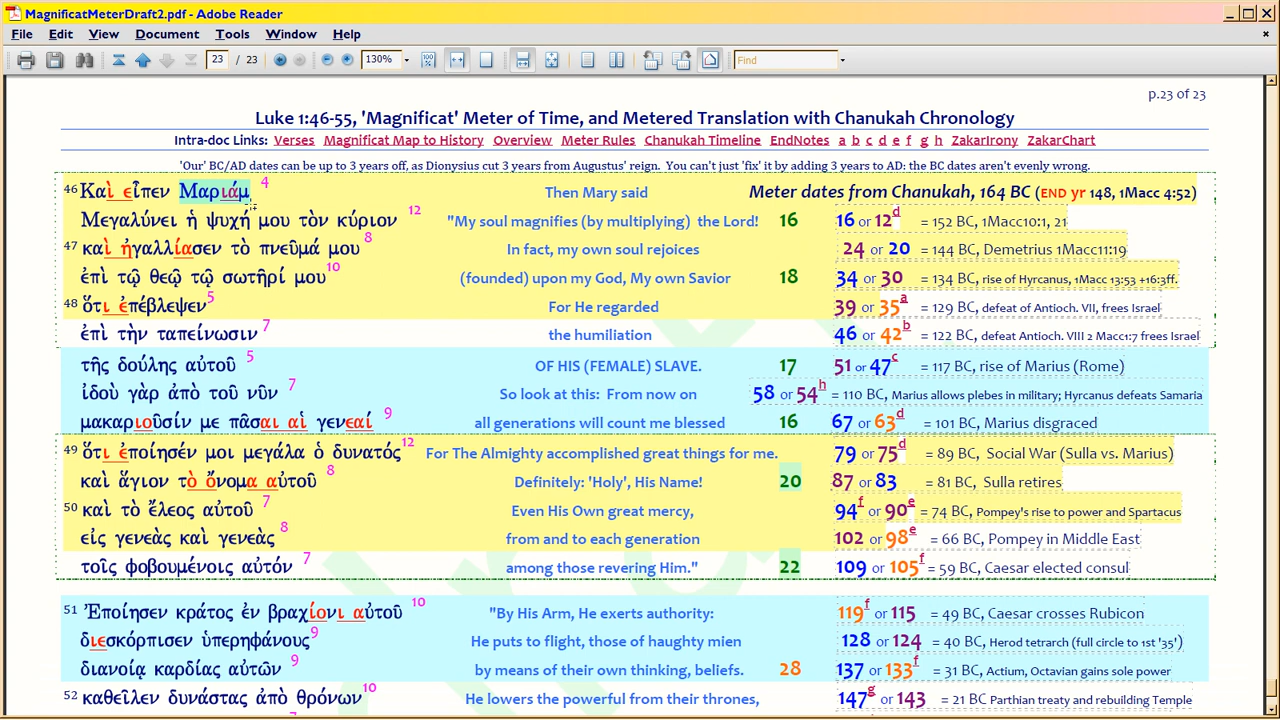 MagnificatMeterDraft2.pdf - Adobe Reader
File Edit View Document Tools Window Help
23 / 23 130% Find
p.23 of 23
Luke 1:46-55, 'Magnificat' Meter of Time, and Metered Translation with Chanukah Chronology
Intra-doc Links: Verses Magnificat Map to History Overview Meter Rules Chanukah Timeline EndNotes a b c d e f g h ZakarIrony ZakarChart
'Our' BC/AD dates can be up to 3 years off, as Dionysius cut 3 years from Augustus' reign. You can't just 'fix' it by adding 3 years to AD: the BC dates aren't evenly wrong.
46 Καὶ εἶπεν Μαριάμ 4 Then Mary said Meter dates from Chanukah, 164 BC (END yr 148, 1Macc 4:52)
Μεγαλύνει ἡ ψυχή μου τὸν κύριον 12 "My soul magnifies (by multiplying) the Lord! 16 16 or 12 d = 152 BC, 1Macc10:1, 21
47 καὶ ἠγαλλίασεν τὸ πνεῦμά μου 8 In fact, my own soul rejoices 24 or 20 = 144 BC, Demetrius 1Macc11:19
ἐπὶ τῷ θεῷ τῷ σωτῆρί μου 10 (founded) upon my God, My own Savior 18 34 or 30 = 134 BC, rise of Hyrcanus, 1Macc 13:53 +16:3ff.
48 ὅτι ἐπέβλεψεν 5 For He regarded 39 or 35 a = 129 BC, defeat of Antioch. VII, frees Israel
ἐπὶ τὴν ταπείνωσιν 7 the humiliation 46 or 42 b = 122 BC, defeat Antioch. VIII 2 Macc1:7 frees Israel
τῆς δούλης αὐτοῦ 5 OF HIS (FEMALE) SLAVE. 17 51 or 47 c = 117 BC, rise of Marius (Rome)
ἰδοὺ γὰρ ἀπὸ τοῦ νῦν 7 So look at this: From now on 58 or 54 h = 110 BC, Marius allows plebes in military; Hyrcanus defeats Samaria
μακαριοῦσίν με πᾶσαι αἱ γενεαί 9 all generations will count me blessed 16 67 or 63 d = 101 BC, Marius disgraced
49 ὅτι ἐποίησέν μοι μεγάλα ὁ δυνατός 12 For The Almighty accomplished great things for me. 79 or 75 d = 89 BC, Social War (Sulla vs. Marius)
καὶ ἅγιον τὸ ὄνομα αὐτοῦ 8 Definitely: 'Holy', His Name! 20 87 or 83 = 81 BC, Sulla retires
50 καὶ τὸ ἔλεος αὐτοῦ 7 Even His Own great mercy, 94 f or 90 e = 74 BC, Pompey's rise to power and Spartacus
εἰς γενεὰς καὶ γενεὰς 8 from and to each generation 102 or 98 e = 66 BC, Pompey in Middle East
τοῖς φοβουμένοις αὐτόν 7 among those revering Him." 22 109 or 105 f = 59 BC, Caesar elected consul
51 Ἐποίησεν κράτος ἐν βραχίονι αὐτοῦ 10 "By His Arm, He exerts authority: 119 f or 115 = 49 BC, Caesar crosses Rubicon
διεσκόρπισεν ὑπερηφάνους 9 He puts to flight, those of haughty mien 128 or 124 = 40 BC, Herod tetrarch (full circle to 1st '35')
διανοίᾳ καρδίας αὐτῶν 9 by means of their own thinking, beliefs. 28 137 or 133 f = 31 BC, Actium, Octavian gains sole power
52 καθεῖλεν δυνάστας ἀπὸ θρόνων 10 He lowers the powerful from their thrones, 147 g or 143 = 21 BC Parthian treaty and rebuilding Temple